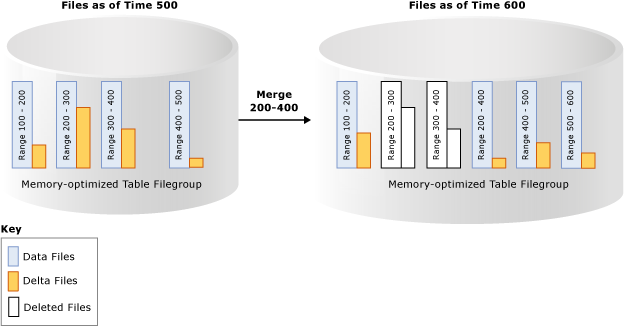 Files as of Time 500
Files as of Time 600
Range 100 - 200
Range 200 - 300
Range 300 - 400
Range 400 - 500
Merge
200-400
Range 100 - 200
Range 200 - 300
Range 300 - 400
Range 200 - 400
Range 400 - 500
Range 500 - 600
Memory-optimized Table Filegroup
Memory-optimized Table Filegroup
Key
Data Files
Delta Files
Deleted Files